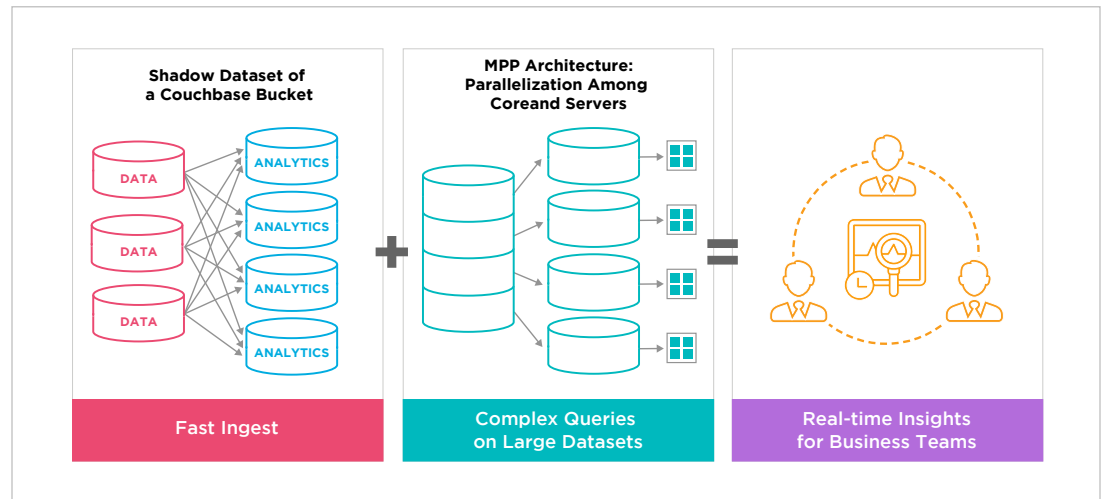 Shadow Dataset of
a Couchbase Bucket
DATA
DATA
DATA
ANALYTICS
ANALYTICS
ANALYTICS
ANALYTICS
Fast Ingest
MPP Architecture:
Parallelization Among
Coreand Servers
Complex Queries
on Large Datasets
Real-time Insights
for Business Teams